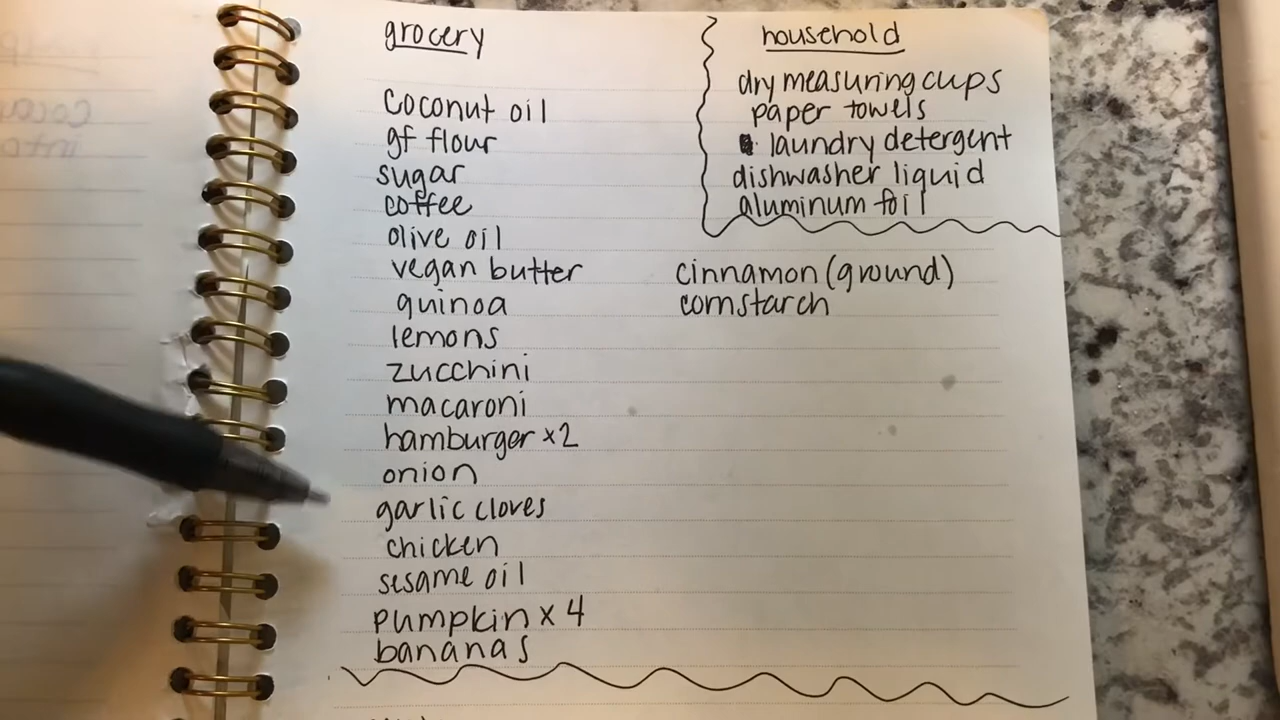 grocery
coconut oil
gf flour
sugar
coffee
olive oil
vegan butter
quinoa
lemons
zucchini
macaroni
hamburger x2
onion
garlic cloves
chicken
sesame oil
pumpkin x 4
bananas
household
dry measuring cups
paper towels
laundry detergent
dishwasher liquid
aluminum foil
cinnamon (ground)
cornstarch